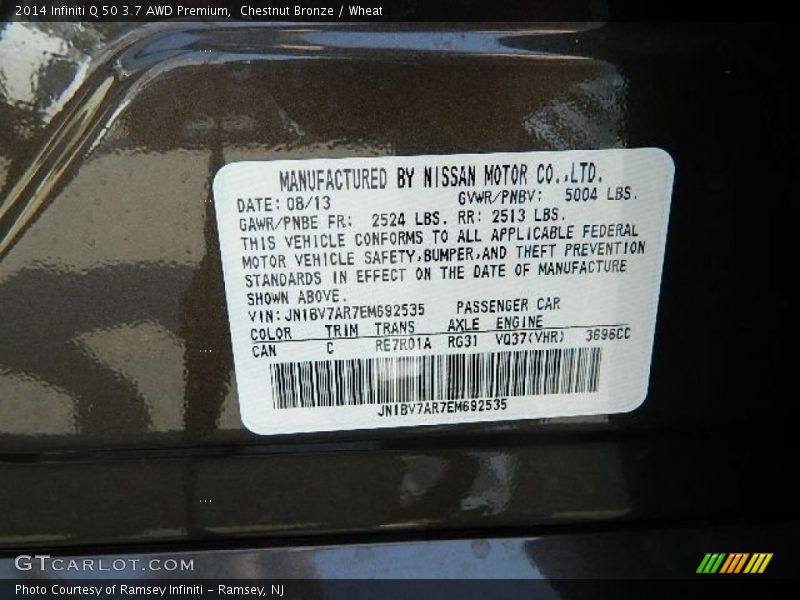 2014 Infiniti Q 50 3.7 AWD Premium,  Chestnut Bronze / Wheat
MANUFACTURED BY NISSAN MOTOR CO.,LTD.
DATE: 08/13 GVWR/PNBV: 5004 LBS.
GAWR/PNBE FR: 2524 LBS. RR: 2513 LBS.
THIS VEHICLE CONFORMS TO ALL APPLICABLE FEDERAL
MOTOR VEHICLE SAFETY,BUMPER,AND THEFT PREVENTION
STANDARDS IN EFFECT ON THE DATE OF MANUFACTURE
SHOWN ABOVE.
VIN: JN1BV7AR7EM692535 PASSENGER CAR
COLOR TRIM TRANS AXLE ENGINE
CAN C RE7R01A RG31 VQ37(VHR) 3696CC
JN1BV7AR7EM692535
GTCARLOT.COM
Photo Courtesy of Ramsey Infiniti - Ramsey, NJ